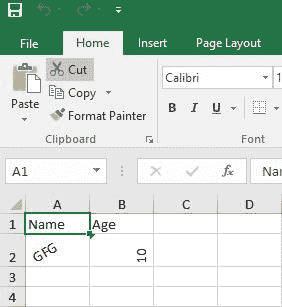 File Home Insert Page Layout
Cut
Copy
Paste
Format Painter
Calibri
B I U
Clipboard
Font
A1
fx
Nar
A B C D
1 Name Age
2 GFG 10
3
4